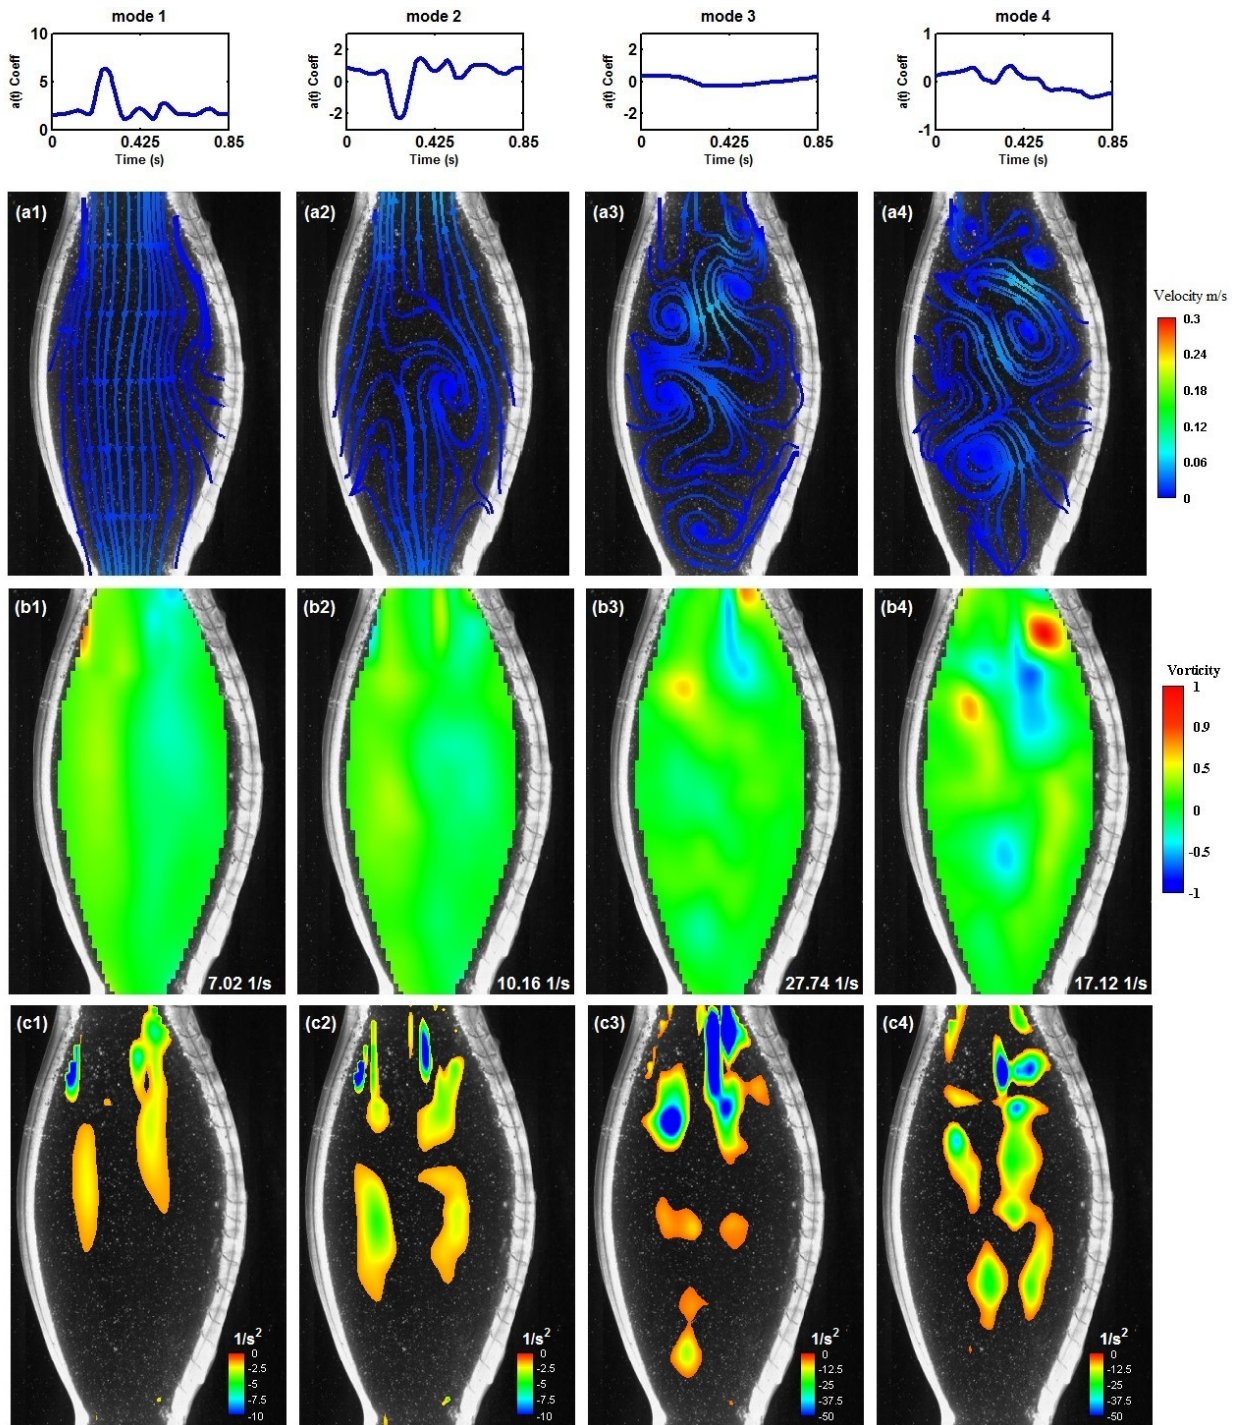 mode 1
mode 2
mode 3
mode 4
10
5
0
a(t) Coeff
0
0.425
0.85
Time (s)
2
0
-2
a(t) Coeff
0
0.425
0.85
Time (s)
2
0
-2
a(t) Coeff
0
0.425
0.85
Time (s)
1
0
-1
a(t) Coeff
0
0.425
0.85
Time (s)
(a1)
(a2)
(a3)
(a4)
Velocity m/s
0.3
0.24
0.18
0.12
0.06
0
(b1)
(b2)
(b3)
(b4)
7.02 1/s
10.16 1/s
27.74 1/s
17.12 1/s
Vorticity
1
0.9
0.5
0
-0.5
-1
(c1)
(c2)
(c3)
(c4)
1/s²
0
-2.5
-5
-7.5
-10
1/s²
0
-2.5
-5
-7.5
-10
1/s²
0
-12.5
-25
-37.5
-50
1/s²
0
-12.5
-25
-37.5
-50